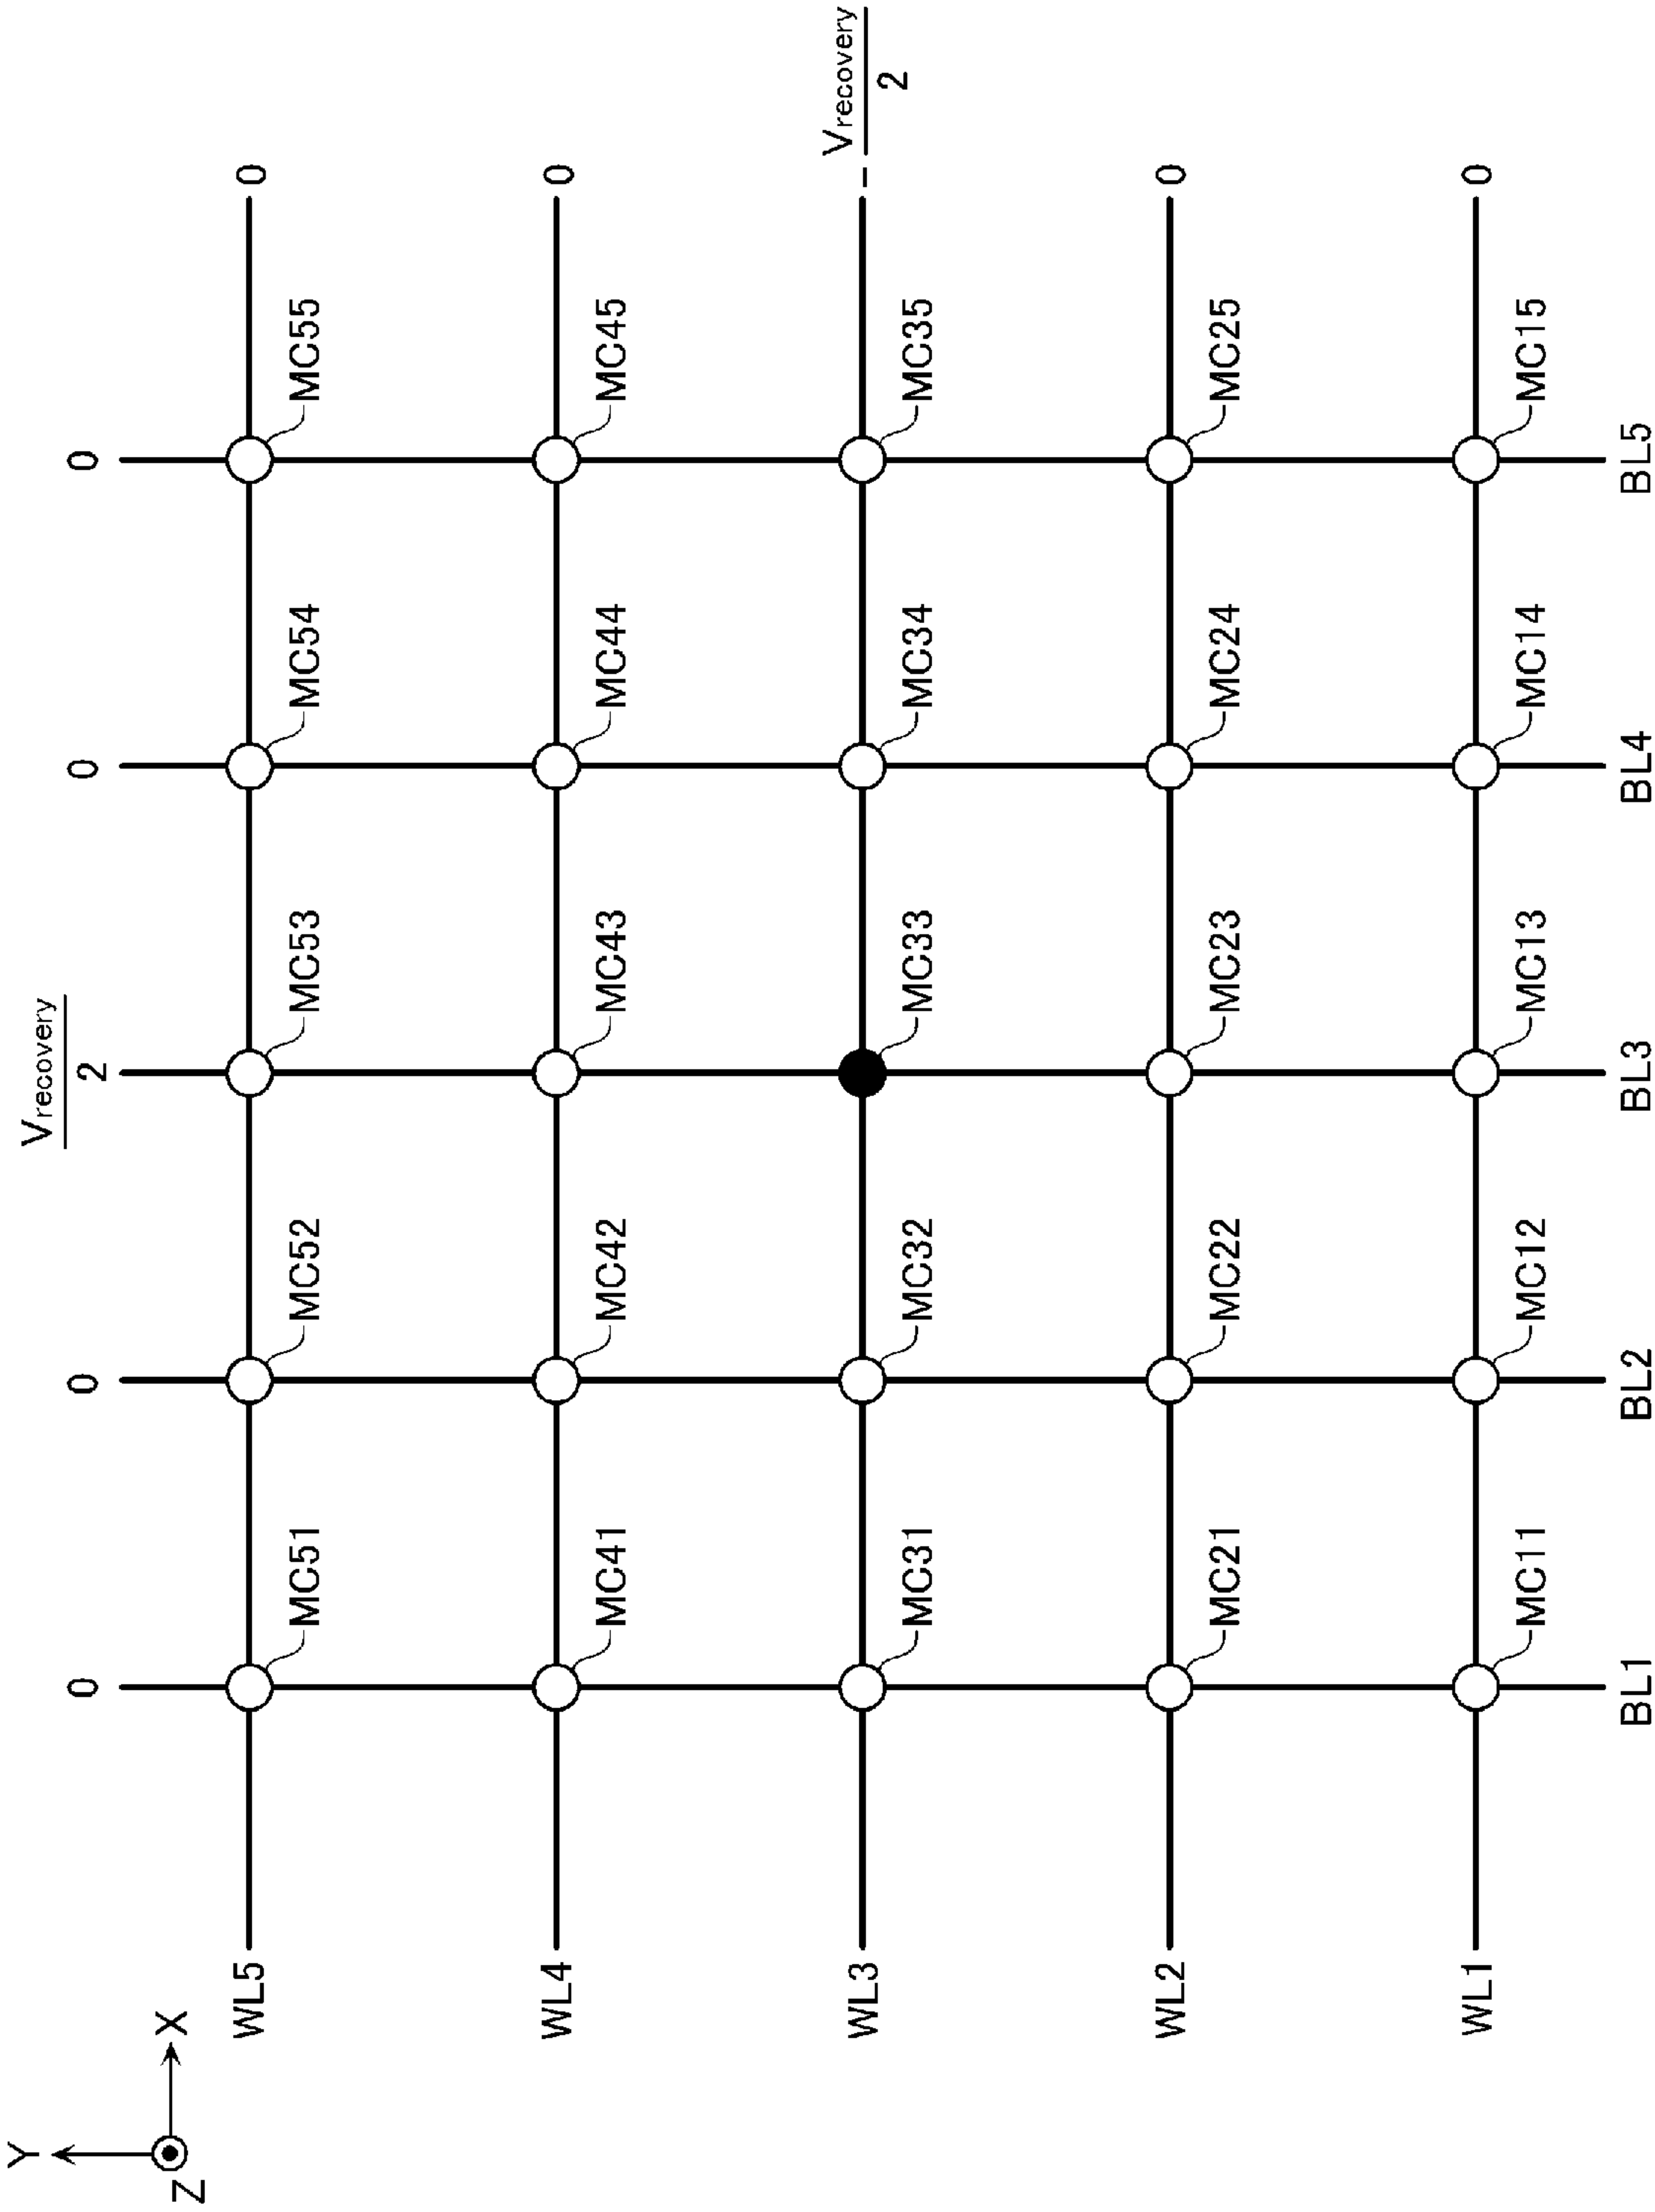 Y
Vrecovery
0 0 2 0 0
X
Z
WL5 0
MC51 MC52 MC53 MC54 MC55
WL4 0
MC41 MC42 MC43 MC44 MC45
Vrecovery
WL3 -
2
MC31 MC32 MC33 MC34 MC35
WL2 0
MC21 MC22 MC23 MC24 MC25
WL1 0
MC11 MC12 MC13 MC14 MC15
BL1 BL2 BL3 BL4 BL5